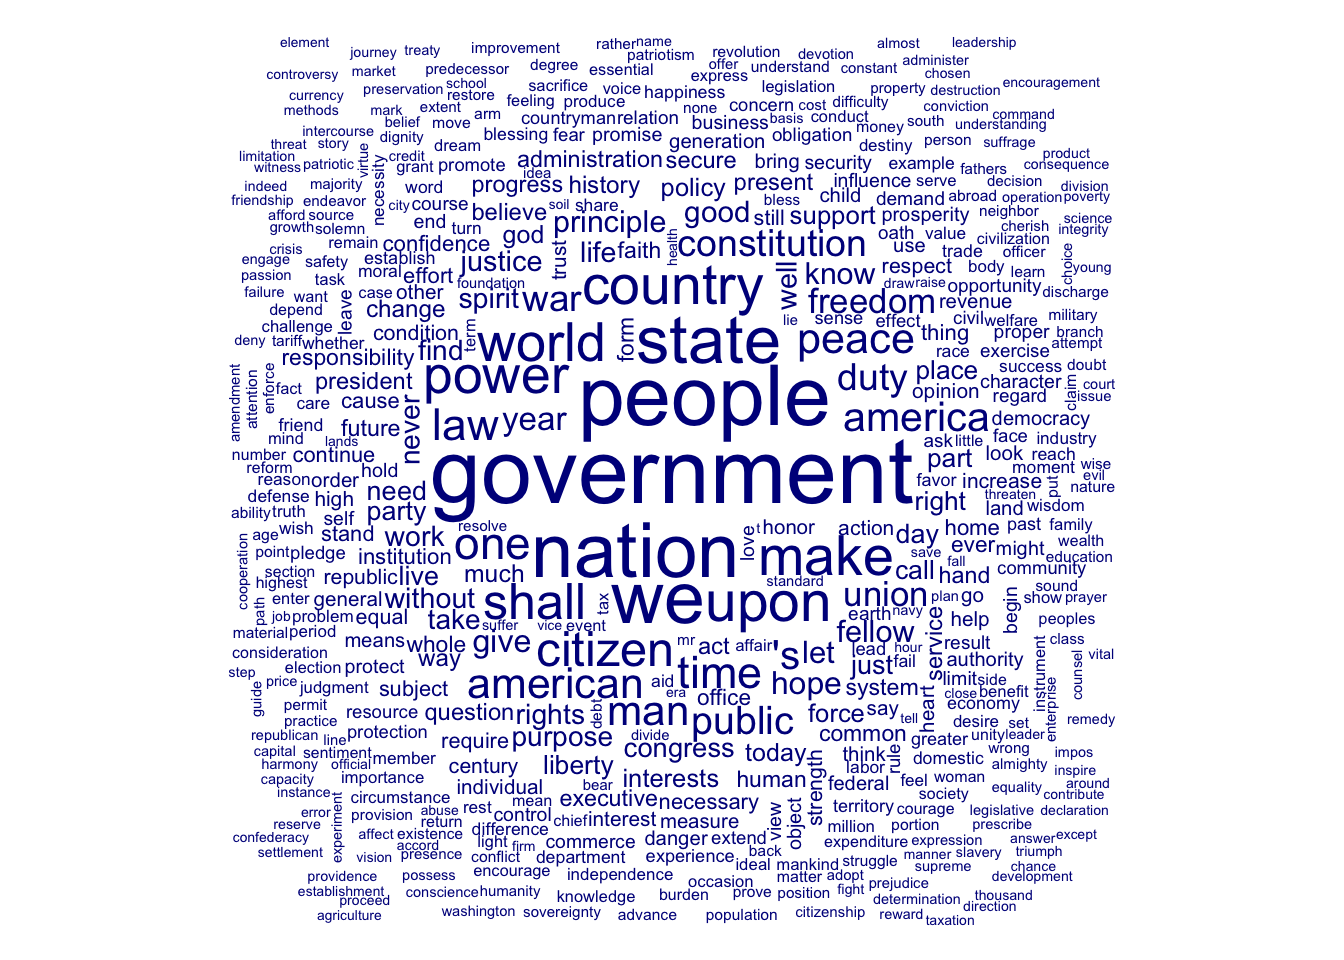 element journey treaty improvement rather name almost leadership
controversy market predecessor degree essential patriotism offer revolution understand devotion constant administer chosen
currency preservation school restore sacrifice voice happiness express legislation property destruction encouragement
methods mark extent feeling produce none concern cost difficulty conviction command
intercourse belief move arm countryman relation business basis conduct money south understanding
threat story dignity dream blessing fear promise generation obligation destiny person suffrage
limitation virtue credit grant promote administration secure bring security example fathers product consequence
witness patriotic necessity idea
indeed majority word progress history policy present influence serve decision division
friendship endeavor city course believe soil share bless child demand abroad operation poverty
afford source end turn principle good still support prosperity neighbor science
growth solemn god trust life faith health constitution oath value cherish integrity
crisis remain confidence well use trade civilization officer
engage safety establish justice know respect body learn choice young
passion task moral effort foundation country draw raise opportunity
failure want case other spirit war freedom revenue discharge
depend leave change lie sense effect civil welfare military
challenge condition term world form state peace thing proper branch
deny tariff whether find race exercise attempt
responsibility power duty place success doubt
amendment attention enforce fact president people opinion character claim court
care cause never law year america regard issue
friend future democracy
mind lands ask little face industry
number continue government part look reach
reform hold moment wise
reason order need favor increase threaten put evil
defense high party right land wisdom nature
ability truth self
age wish stand work resolve one nation love t honor action day home past family
point pledge institution make save ever might wealth
cooperation section republic live much standard call fall hand community education
highest shall we upon union plan go sound
path enter general without tax earth navy begin show prayer
job problem equal take suffer vice event fellow help peoples
material period means whole give citizen mr act affair 's let lead hour service result class
consideration way just fail authority
step election protect time instrument counsel vital
guide price judgment subject american aid era office hope system limit side
permit close benefit
practice resource question rights debt man public force say tell heart economy enterprise
republican line protection desire set remedy
capital sentiment require purpose divide congress common greater unity leader
harmony official member today think rule domestic wrong impos
capacity importance century liberty interests human labor federal feel woman almighty inspire
instance individual bear strength equality around
error circumstance mean executive necessary society contribute
reserve provision abuse rest control chief interest measure view object territory courage legislative declaration
experiment return difference million portion prescribe
confederacy affect existence light firm commerce danger extend expenditure expression answer except
settlement accord back manner slavery triumph
vision presence conflict department experience ideal mankind struggle supreme chance
providence possess encourage independence matter adopt development
establishment conscience humanity occasion position fight prejudice
proceed knowledge burden prove determination thousand
agriculture washington sovereignty advance population citizenship reward direction
taxation